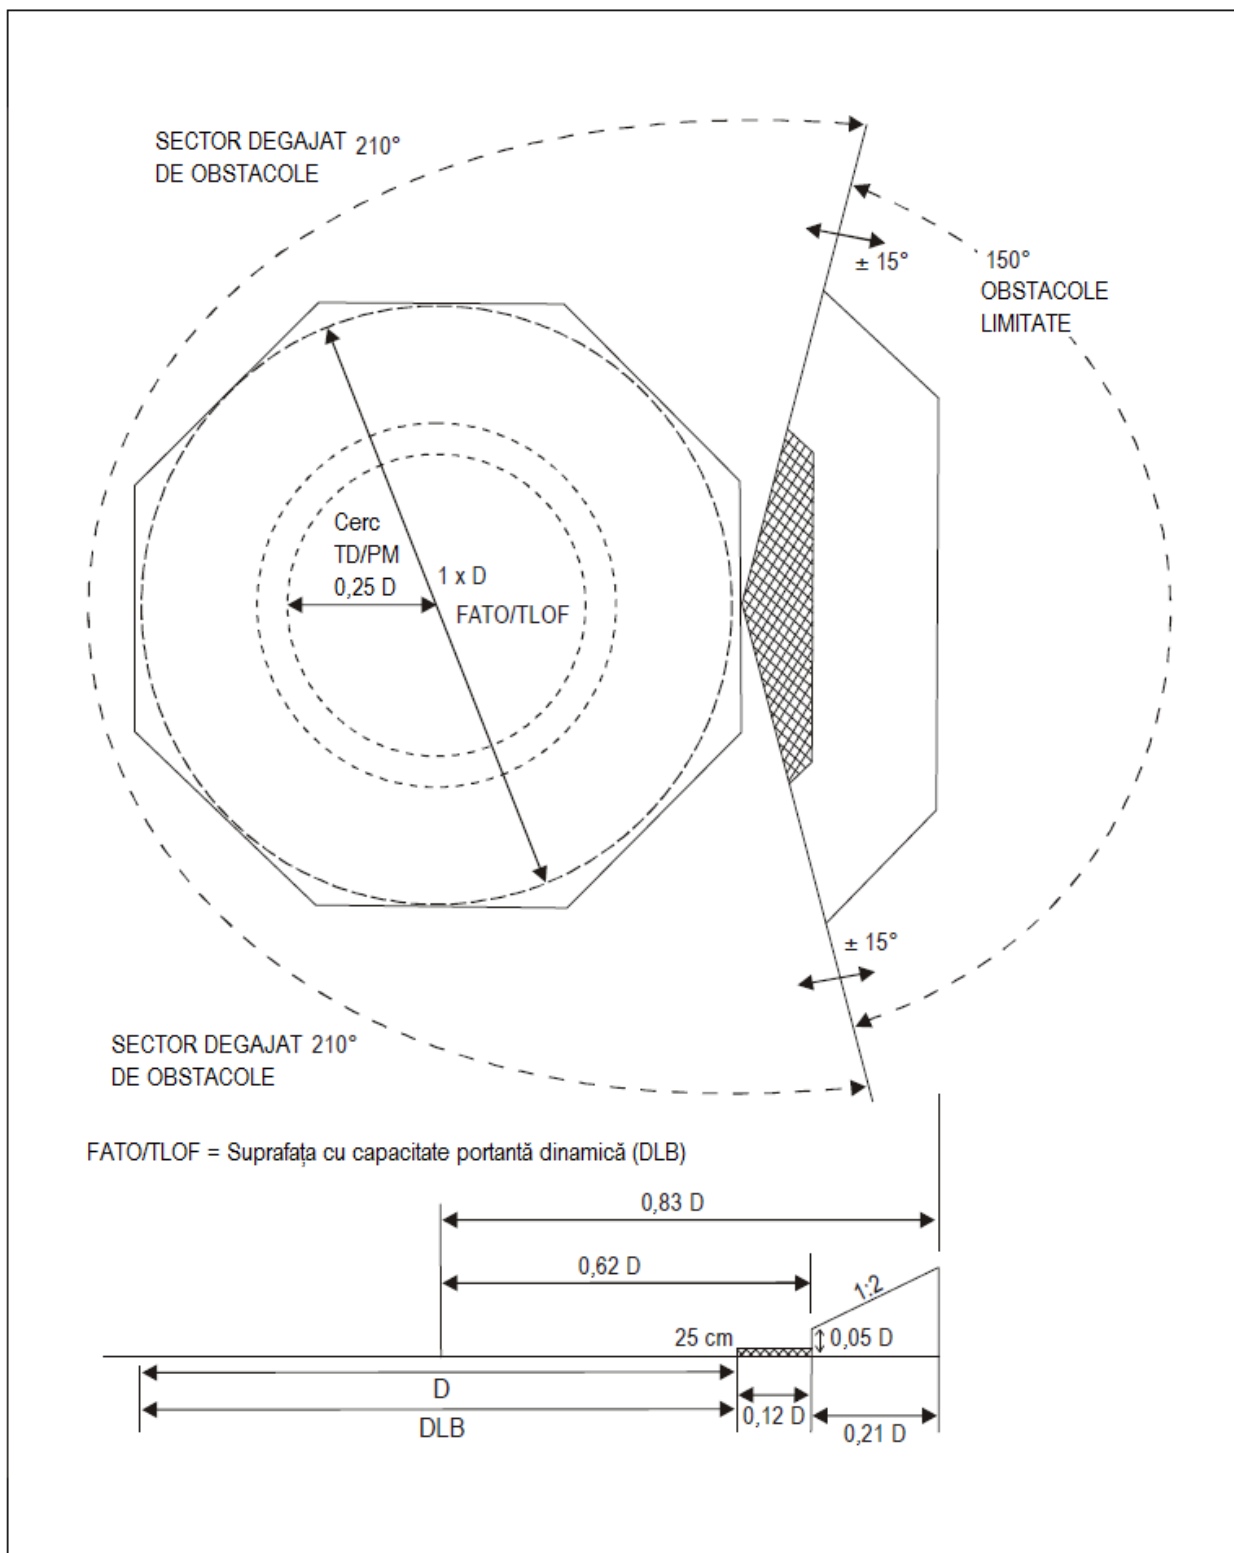 SECTOR DEGAJAT 210°
DE OBSTACOLE
± 15°
150°
OBSTACOLE
LIMITATE
Cerc
TD/PM
0,25 D
1 x D
FATO/TLOF
± 15°
SECTOR DEGAJAT 210°
DE OBSTACOLE
FATO/TLOF = Suprafața cu capacitate portantă dinamică (DLB)
0,83 D
0,62 D
1:2
25 cm
0,05 D
D
0,12 D
DLB
0,21 D